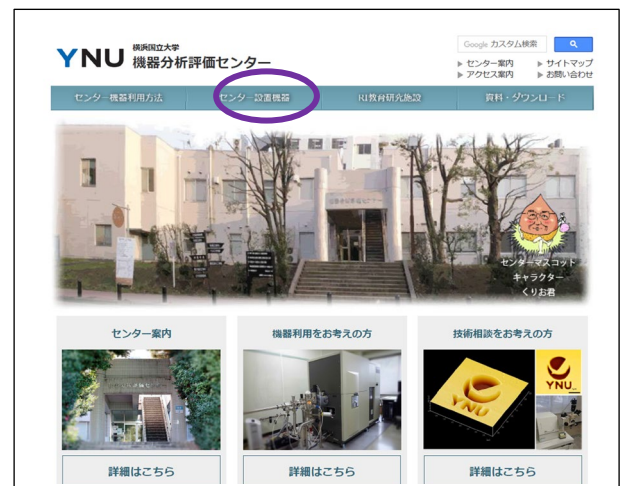 YNU 横浜国立大学
機器分析評価センター
Google カスタム検索
▶ センター案内 ▶ サイトマップ
▶ アクセス案内 ▶ お問い合わせ
センター機器利用方法 センター設置機器 RI教育研究施設 資料・ダウンロード
センターマスコット
キャラクター
くりお君
センター案内 機器利用をお考えの方 技術相談をお考えの方
YNU
YNU
詳細はこちら 詳細はこちら 詳細はこちら